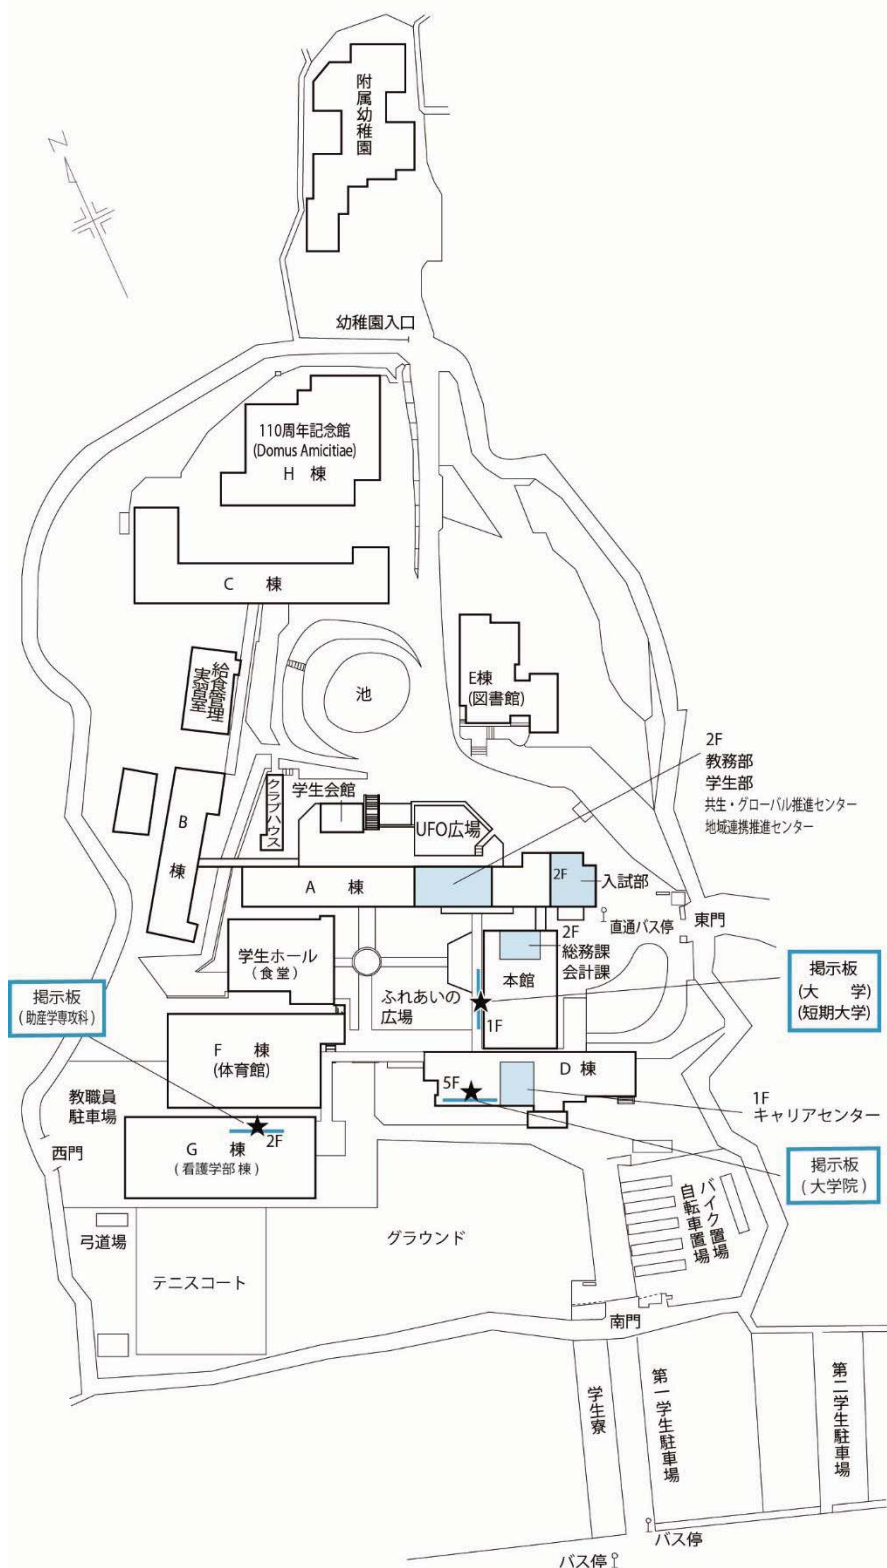 附属幼稚園
N
幼稚園入口
110周年記念館
(Domus Amicitiae)
H 棟
C 棟
給食管理
実習室
池
E棟
(図書館)
2F
教務部
学生部
共生・グローバル推進センター
地域連携推進センター
クラブハウス
学生会館
UFO広場
B 棟
A 棟
2F
入試部
直通バス停
東門
学生ホール
(食堂)
2F
総務課
会計課
本館
ふれあいの
広場
1F
掲示板
(大 学)
(短期大学)
掲示板
(助産学専攻科)
F 棟
(体育館)
D 棟
5F
1F
キャリアセンター
教職員
駐車場
2F
G 棟
(看護学部棟)
西門
掲示板
(大学院)
バイク置場
自転車置場
弓道場
グラウンド
テニスコート
南門
学生寮
第一学生駐車場
第二学生駐車場
バス停
バス停